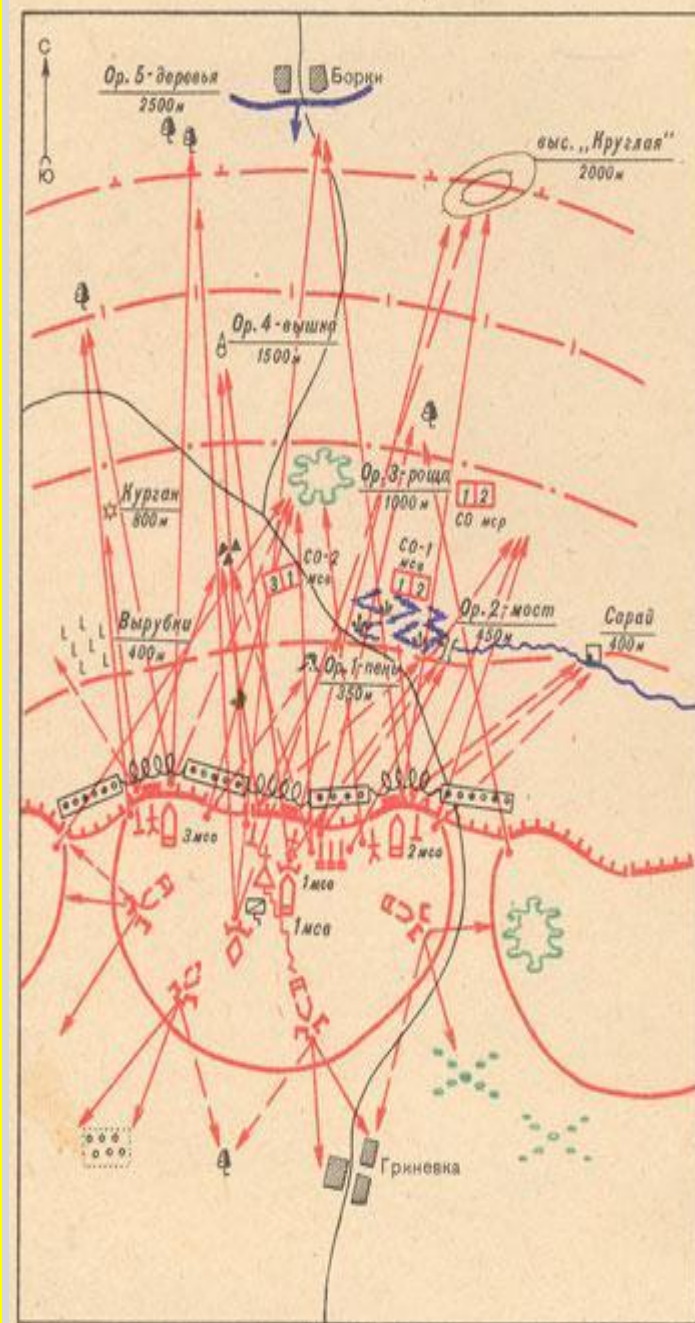 С
Ю
Ор. 5-деревья
2500м
Борки
выс. „Круглая"
2000м
Ор. 4-вышка
1500м
Ор. 3-роща
1000м
1 2
СО мср
Курган
800м
СО-2
мсв
3 1
СО-1
мсв
1 2
Ор. 2-мост
450м
Сарай
400м
Вырубки
400м
Ор. 1-пень
350м
3мсо
2мсо
1мсо
1мсв
Гриневка